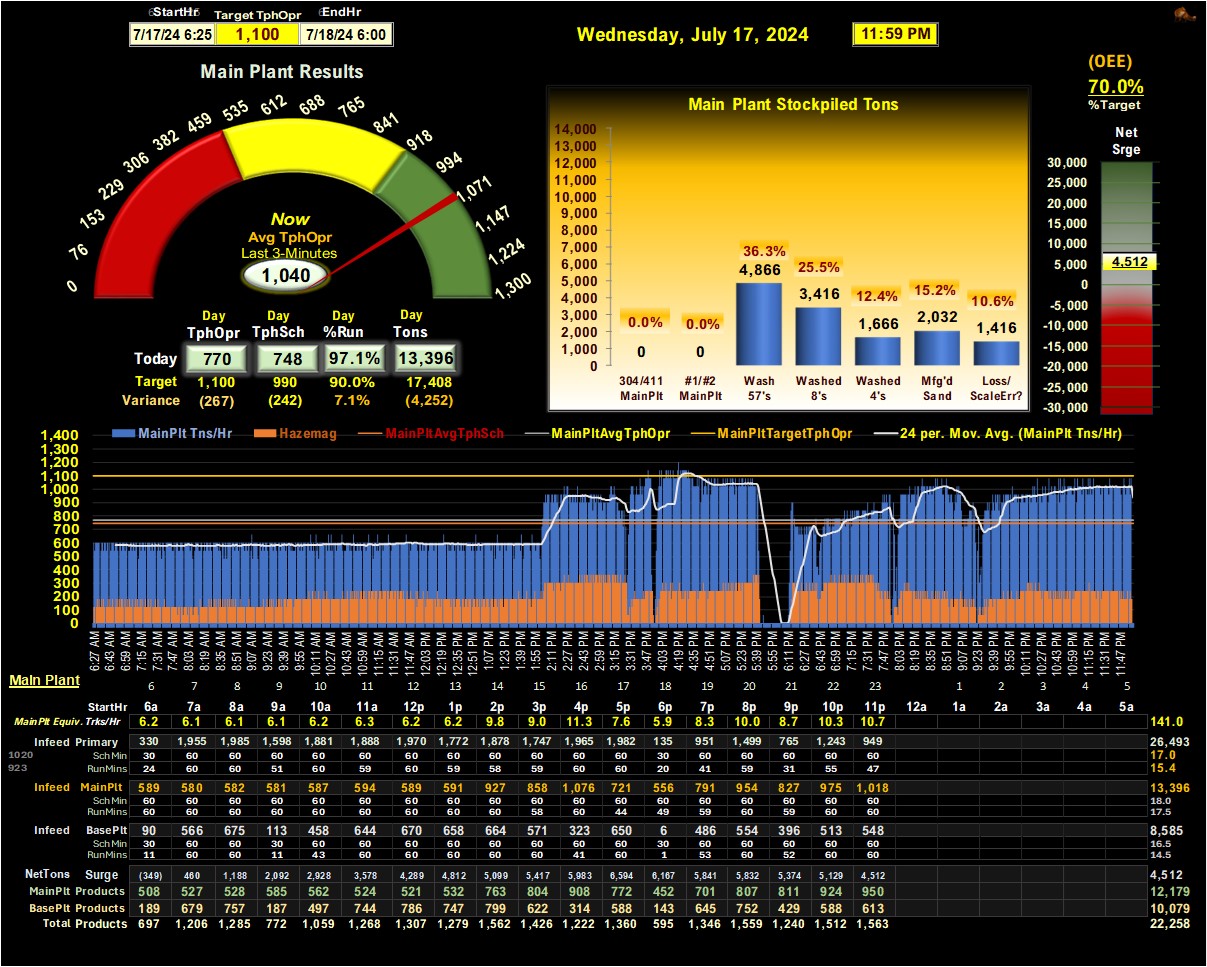 StartHr Target TphOpr EndHr
7/17/24 6:25 1,100 7/18/24 6:00
Wednesday, July 17, 2024 11:59 PM
(OEE)
70.0%
%Target
Main Plant Results
0 76 153 229 306 382 459 535 612 688 765 841 918 994 1,071 1,147 1,224 1,300
Now
Avg TphOpr
Last 3-Minutes
1,040
Day Day Day Day
TphOpr TphSch %Run Tons
Today 770 748 97.1% 13,396
Target 1,100 990 90.0% 17,408
Variance (267) (242) 7.1% (4,252)
Main Plant Stockpiled Tons
14,000
13,000
12,000
11,000
10,000
9,000
8,000
7,000
6,000
5,000
4,000
3,000
2,000
1,000
0
0.0% 0.0% 36.3% 25.5% 12.4% 15.2% 10.6%
0 0 4,866 3,416 1,666 2,032 1,416
304/411 #1/#2 Wash Washed Washed Mfg'd Loss/
MainPlt MainPlt 57's 8's 4's Sand ScaleErr?
Net
Srge
30,000
25,000
20,000
15,000
10,000
5,000
0
-5,000
-10,000
-15,000
-20,000
-25,000
-30,000
4,512
MainPlt Tns/Hr Hazemag MainPltAvgTphSch MainPltAvgTphOpr MainPltTargetTphOpr 24 per. Mov. Avg. (MainPlt Tns/Hr)
1,400
1,300
1,200
1,100
1,000
900
800
700
600
500
400
300
200
100
0
6:27 AM 6:43 AM 6:59 AM 7:15 AM 7:31 AM 7:47 AM 8:03 AM 8:19 AM 8:35 AM 8:51 AM 9:07 AM 9:23 AM 9:39 AM 9:55 AM 10:11 AM 10:27 AM 10:43 AM 10:59 AM 11:15 AM 11:31 AM 11:47 AM 12:03 PM 12:19 PM 12:35 PM 12:51 PM 1:07 PM 1:23 PM 1:39 PM 1:55 PM 2:11 PM 2:27 PM 2:43 PM 2:59 PM 3:15 PM 3:31 PM 3:47 PM 4:03 PM 4:19 PM 4:35 PM 4:51 PM 5:07 PM 5:23 PM 5:39 PM 5:55 PM 6:11 PM 6:27 PM 6:43 PM 6:59 PM 7:15 PM 7:31 PM 7:47 PM 8:03 PM 8:19 PM 8:35 PM 8:51 PM 9:07 PM 9:23 PM 9:39 PM 9:55 PM 10:11 PM 10:27 PM 10:43 PM 10:59 PM 11:15 PM 11:31 PM 11:47 PM
Main Plant
6 7 8 9 10 11 12 13 14 15 16 17 18 19 20 21 22 23 1 2 3 4 5
StartHr 6a 7a 8a 9a 10a 11a 12p 1p 2p 3p 4p 5p 6p 7p 8p 9p 10p 11p 12a 1a 2a 3a 4a 5a
MainPlt Equiv. Trks/Hr 6.2 6.1 6.1 6.1 6.2 6.3 6.2 6.2 9.8 9.0 11.3 7.6 5.9 8.3 10.0 8.7 10.3 10.7 141.0
Infeed Primary 330 1,955 1,985 1,598 1,881 1,888 1,970 1,772 1,878 1,747 1,965 1,982 135 951 1,499 765 1,243 949 26,493
1020 Sch Min 30 60 60 60 60 60 60 60 60 60 60 60 30 60 60 60 60 60 17.0
923 RunMins 24 60 60 51 60 59 60 59 58 59 60 60 20 41 59 31 55 47 15.4
Infeed MainPlt 589 580 582 581 587 594 589 591 927 858 1,076 721 556 791 954 827 975 1,018 13,396
Sch Min 60 60 60 60 60 60 60 60 60 60 60 60 60 60 60 60 60 60 18.0
RunMins 60 60 60 60 60 60 60 60 60 58 60 44 49 59 60 59 60 60 17.5
Infeed BasePlt 90 566 675 113 458 644 670 658 664 571 323 650 6 486 554 396 513 548 8,585
Sch Min 30 60 60 30 60 60 60 60 60 60 60 60 30 60 60 60 60 60 16.5
RunMins 11 60 60 11 43 60 60 60 60 60 41 60 1 53 60 52 60 60 14.5
NetTons Surge (349) 460 1,188 2,092 2,928 3,578 4,289 4,812 5,099 5,417 5,983 6,594 6,167 5,841 5,832 5,374 5,129 4,512 4,512
MainPlt Products 508 527 528 585 562 524 521 532 763 804 908 772 452 701 807 811 924 950 12,179
BasePlt Products 189 679 757 187 497 744 786 747 799 622 314 588 143 645 752 429 588 613 10,079
Total Products 697 1,206 1,285 772 1,059 1,268 1,307 1,279 1,562 1,426 1,222 1,360 595 1,346 1,559 1,240 1,512 1,563 22,258